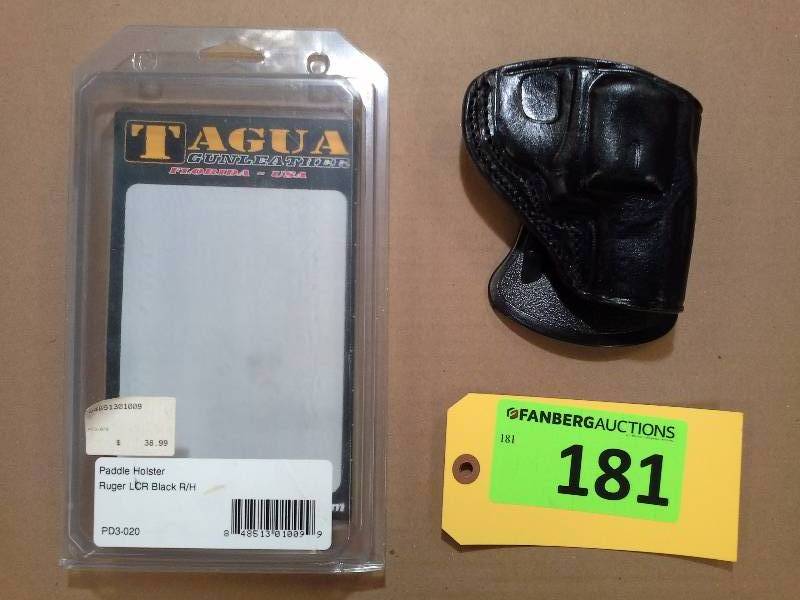 TAGUA
GUNLEATHER
FLORIDA - USA
84851301009
$ 38.99
Paddle Holster
Ruger LCR Black R/H
PD3-020
8 48513 01009 9
FANBERGAUCTIONS
181
181